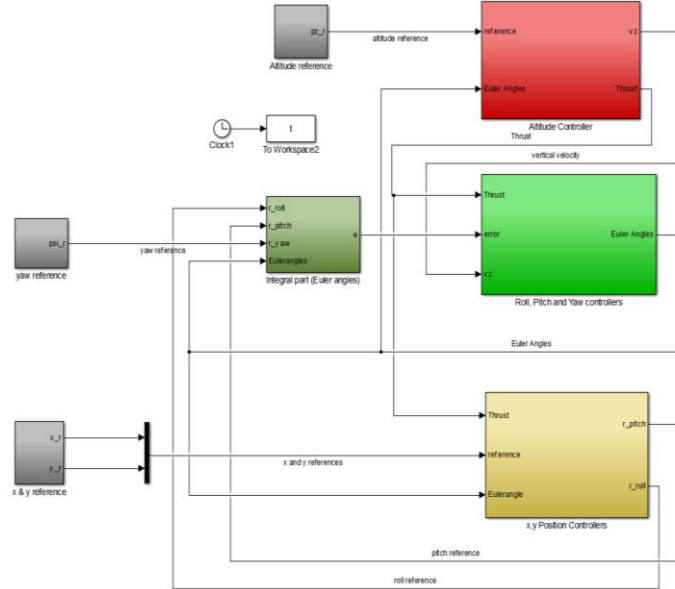 pz_r
Altitude reference
altitude reference
reference
vz
Euler Angles
Thrust
Altitude Controller
Thrust
Clock1
t
To Workspace2
vertical velocity
Thrust
error
vz
Euler Angles
Roll, Pitch and Yaw controllers
r_roll
r_pitch
r_yaw
Eulerangles
e
Integral part (Euler angles)
psi_r
yaw reference
yaw reference
Euler Angles
Thrust
reference
Eulerangle
r_pitch
r_roll
x,y Position Controllers
x_r
y_r
x & y reference
x and y references
pitch reference
roll reference